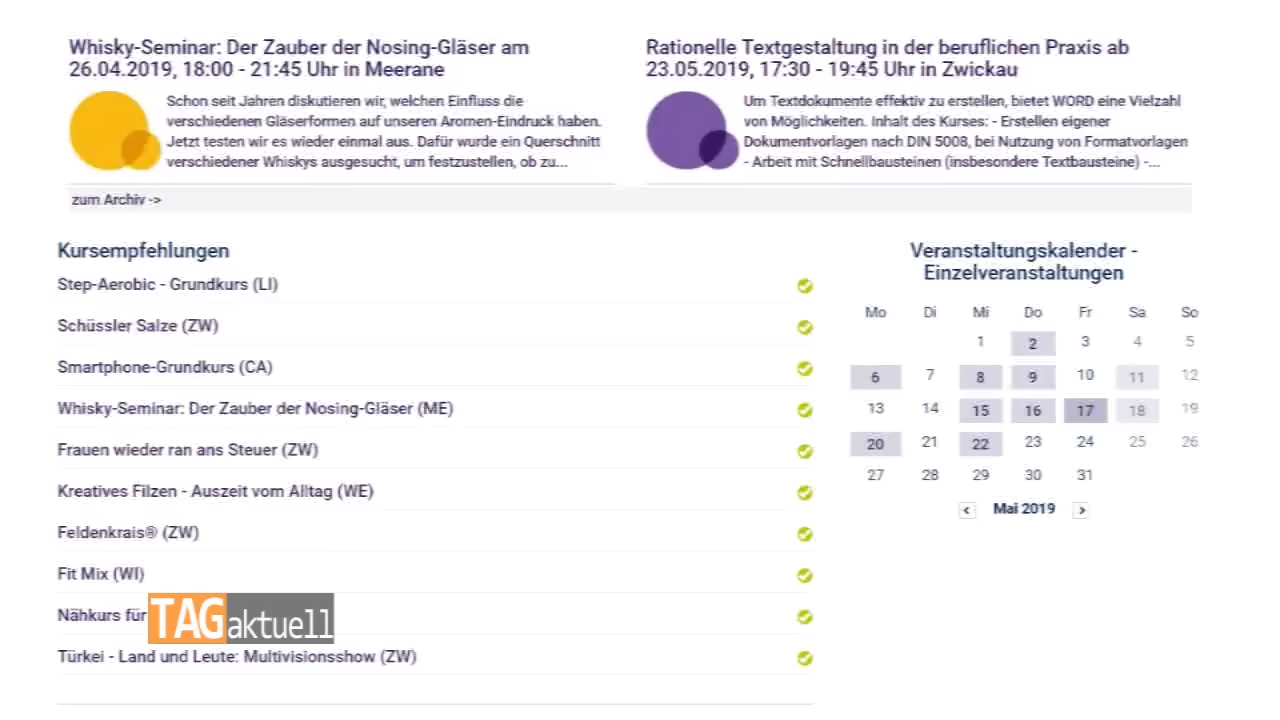 Whisky-Seminar: Der Zauber der Nosing-Gläser am
26.04.2019, 18:00 - 21:45 Uhr in Meerane
Schon seit Jahren diskutieren wir, welchen Einfluss die
verschiedenen Gläserformen auf unseren Aromen-Eindruck haben.
Jetzt testen wir es wieder einmal aus. Dafür wurde ein Querschnitt
verschiedener Whiskys ausgesucht, um festzustellen, ob zu...
Rationelle Textgestaltung in der beruflichen Praxis ab
23.05.2019, 17:30 - 19:45 Uhr in Zwickau
Um Textdokumente effektiv zu erstellen, bietet WORD eine Vielzahl
von Möglichkeiten. Inhalt des Kurses: - Erstellen eigener
Dokumentvorlagen nach DIN 5008, bei Nutzung von Formatvorlagen
- Arbeit mit Schnellbausteinen (insbesondere Textbausteine) -...
zum Archiv ->
Kursempfehlungen
Step-Aerobic - Grundkurs (LI)
Schüssler Salze (ZW)
Smartphone-Grundkurs (CA)
Whisky-Seminar: Der Zauber der Nosing-Gläser (ME)
Frauen wieder ran ans Steuer (ZW)
Kreatives Filzen - Auszeit vom Alltag (WE)
Feldenkrais® (ZW)
Fit Mix (WI)
Nähkurs für
TAGaktuell
Türkei - Land und Leute: Multivisionsshow (ZW)
Veranstaltungskalender -
Einzelveranstaltungen
Mo Di Mi Do Fr Sa So
1 2 3 4 5
6 7 8 9 10 11 12
13 14 15 16 17 18 19
20 21 22 23 24 25 26
27 28 29 30 31
< Mai 2019 >